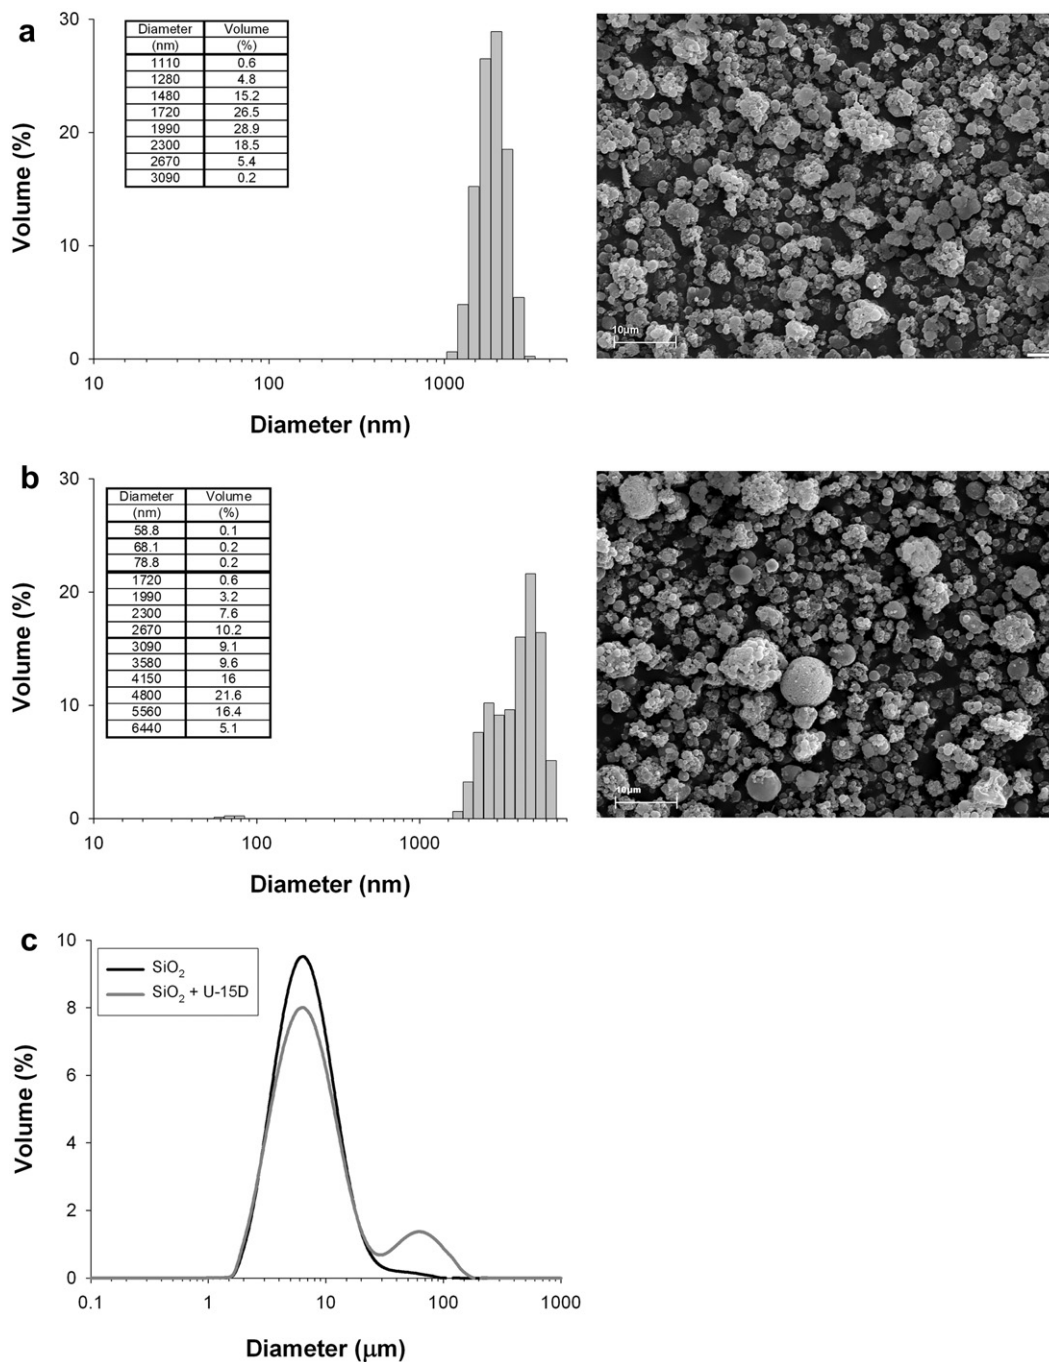 a
30
20
10
0
Volume (%)
Diameter Volume
(nm) (%)
1110 0.6
1280 4.8
1480 15.2
1720 26.5
1990 28.9
2300 18.5
2670 5.4
3090 0.2
10 100 1000
Diameter (nm)
10µm
b
30
20
10
0
Volume (%)
Diameter Volume
(nm) (%)
58.8 0.1
68.1 0.2
78.8 0.2
1720 0.6
1990 3.2
2300 7.6
2670 10.2
3090 9.1
3580 9.6
4150 16
4800 21.6
5560 16.4
6440 5.1
10 100 1000
Diameter (nm)
10µm
c
10
8
6
4
2
0
Volume (%)
SiO₂
SiO₂ + U-15D
0.1 1 10 100 1000
Diameter (µm)